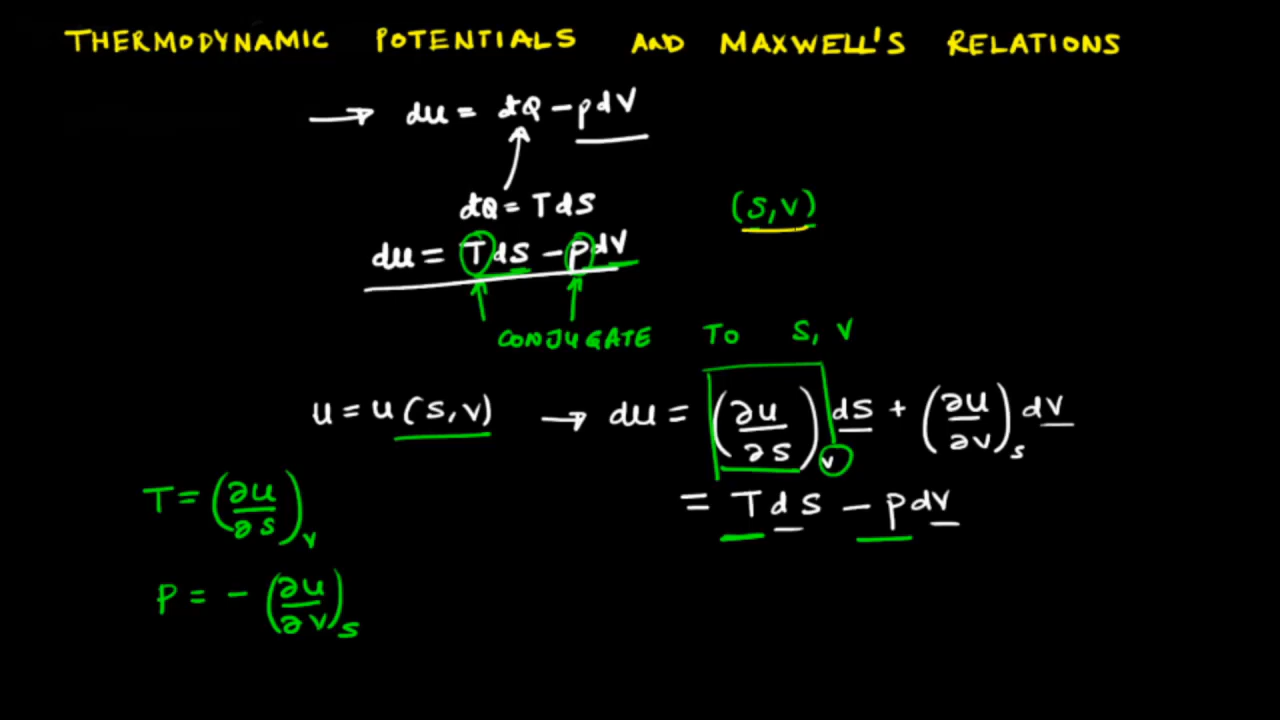 THERMODYNAMIC POTENTIALS AND MAXWELL'S RELATIONS
→ du = đQ − pdV
đQ = TdS
(S,V)
du = TdS − pdV
CONJUGATE TO S, V
u = u(S,V) → du = (∂u/∂S)_V dS + (∂u/∂V)_S dV
= TdS − pdV
T = (∂u/∂S)_V
P = − (∂u/∂V)_S